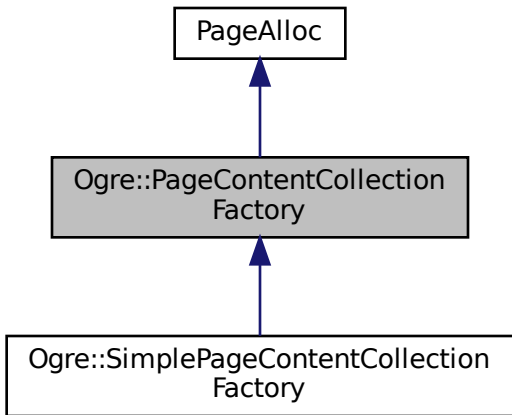 PageAlloc
Ogre::PageContentCollection
Factory
Ogre::SimplePageContentCollection
Factory